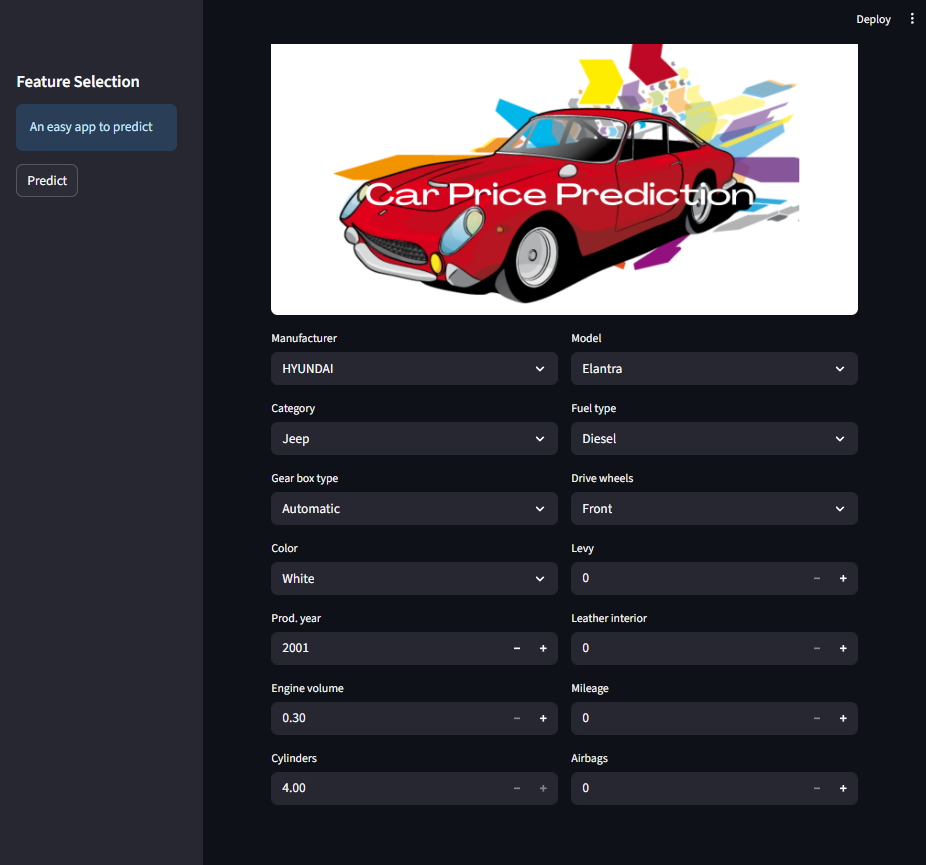 Deploy
Feature Selection
An easy app to predict
Predict
Car Price Prediction
Manufacturer
HYUNDAI
Model
Elantra
Category
Jeep
Fuel type
Diesel
Gear box type
Automatic
Drive wheels
Front
Color
White
Levy
0
Prod. year
2001
Leather interior
0
Engine volume
0.30
Mileage
0
Cylinders
4.00
Airbags
0